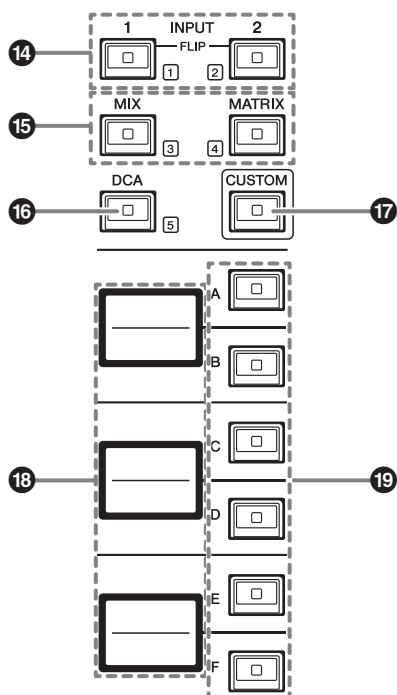 1 INPUT 2
FLIP
14
1 2
MIX MATRIX
15
3 4
DCA CUSTOM
16 17
5
A
B
C
18 19
D
E
F